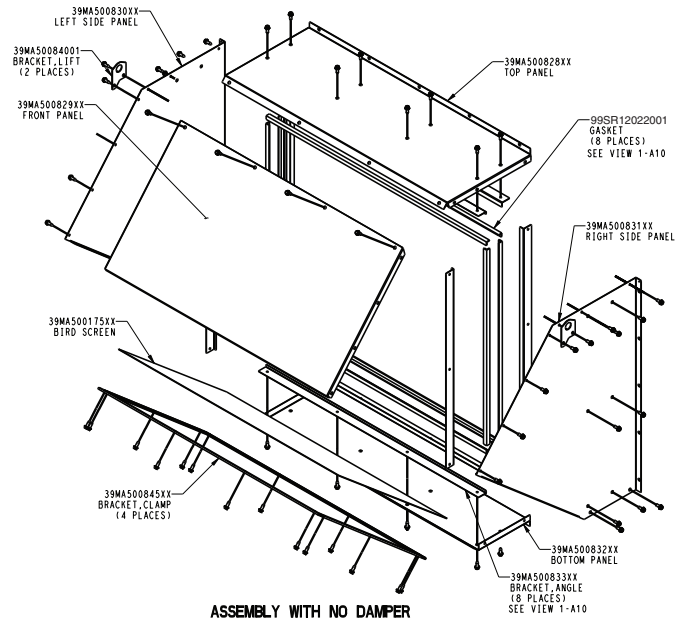 39MA500830XX
LEFT SIDE PANEL
39MA50084001
BRACKET,LIFT
(2 PLACES)
39MA500829XX
FRONT PANEL
39MA500828XX
TOP PANEL
99SR12022001
GASKET
(8 PLACES)
SEE VIEW 1-A10
39MA500831XX
RIGHT SIDE PANEL
39MA500175XX
BIRD SCREEN
39MA500845XX
BRACKET,CLAMP
(4 PLACES)
39MA500832XX
BOTTOM PANEL
39MA500833XX
BRACKET,ANGLE
(8 PLACES)
SEE VIEW 1-A10
ASSEMBLY WITH NO DAMPER